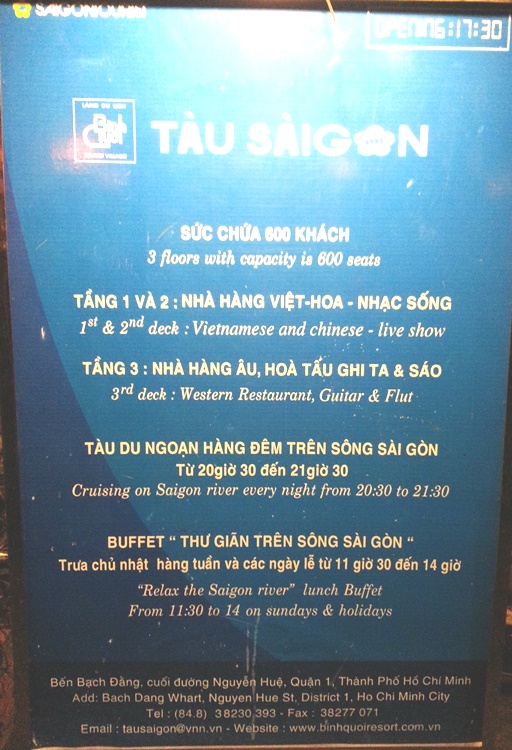 SAIGONTOURIST
OPENING:17:30
LÀNG DU LỊCH
Bình Quới
TOURIST VILLAGE
TÀU SÀIGON
SỨC CHỨA 600 KHÁCH
3 floors with capacity is 600 seats
TẦNG 1 VÀ 2 : NHÀ HÀNG VIỆT-HOA - NHẠC SỐNG
1st & 2nd deck : Vietnamese and chinese - live show
TẦNG 3 : NHÀ HÀNG ÂU, HOÀ TẤU GHI TA & SÁO
3rd deck : Western Restaurant, Guitar & Flut
TÀU DU NGOẠN HÀNG ĐÊM TRÊN SÔNG SÀI GÒN
Từ 20giờ 30 đến 21giờ 30
Cruising on Saigon river every night from 20:30 to 21:30
BUFFET “ THƯ GIÃN TRÊN SÔNG SÀI GÒN “
Trưa chủ nhật hàng tuần và các ngày lễ từ 11 giờ 30 đến 14 giờ
“Relax the Saigon river” lunch Buffet
From 11:30 to 14 on sundays & holidays
Bến Bạch Đằng, cuối đường Nguyễn Huệ, Quận 1, Thành Phố Hồ Chí Minh
Add: Bach Dang Whart, Nguyen Hue St, District 1, Ho Chi Minh City
Tel : (84.8) 38230 393 - Fax : 38277 071
Email : tausaigon@vnn.vn - Website : www.binhquoiresort.com.vn